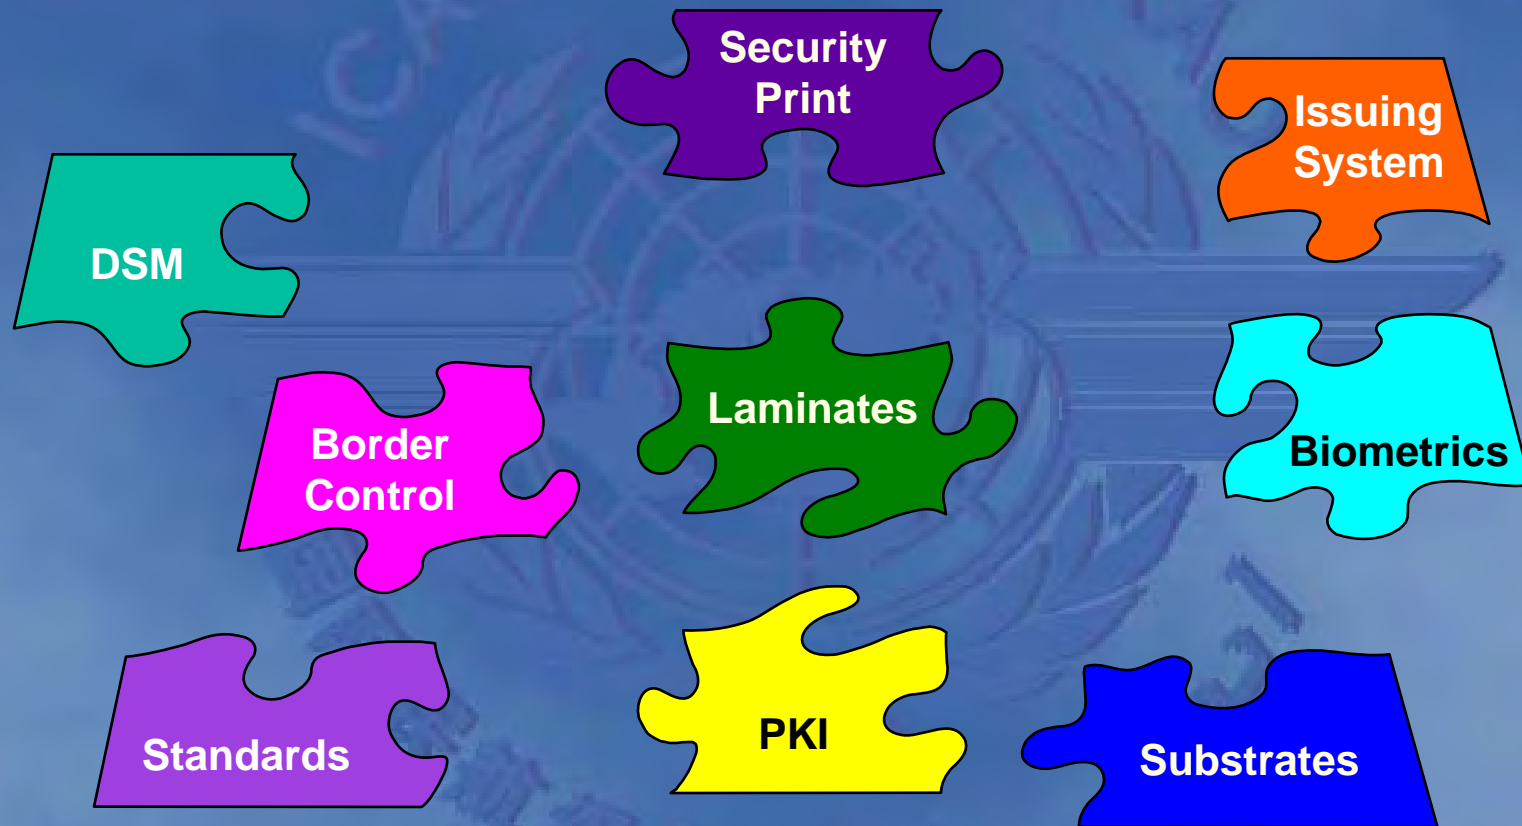 Security
Print
Issuing
System
DSM
Laminates
Border
Control
Biometrics
Standards
PKI
Substrates